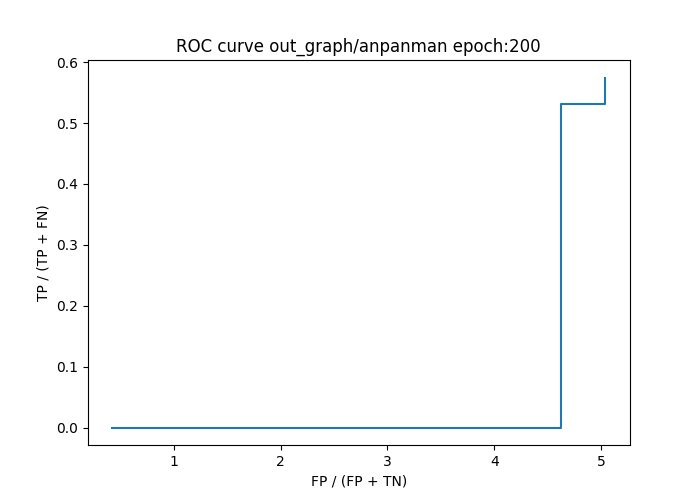 ROC curve out_graph/anpanman epoch:200
0.6
0.5
0.4
0.3
0.2
0.1
0.0
TP / (TP + FN)
1 2 3 4 5
FP / (FP + TN)